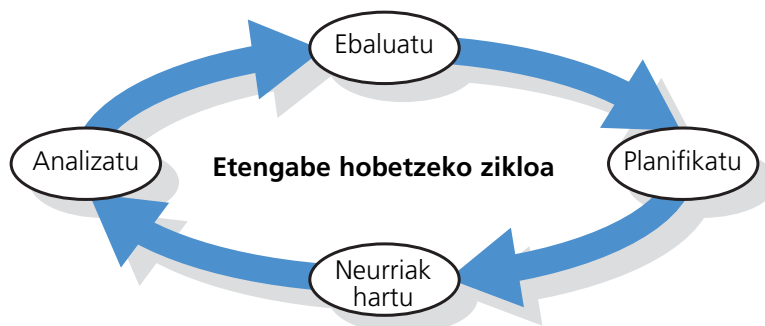 Ebaluatu
Analizatu
Etengabe hobetzeko zikloa
Planifikatu
Neurriak
hartu